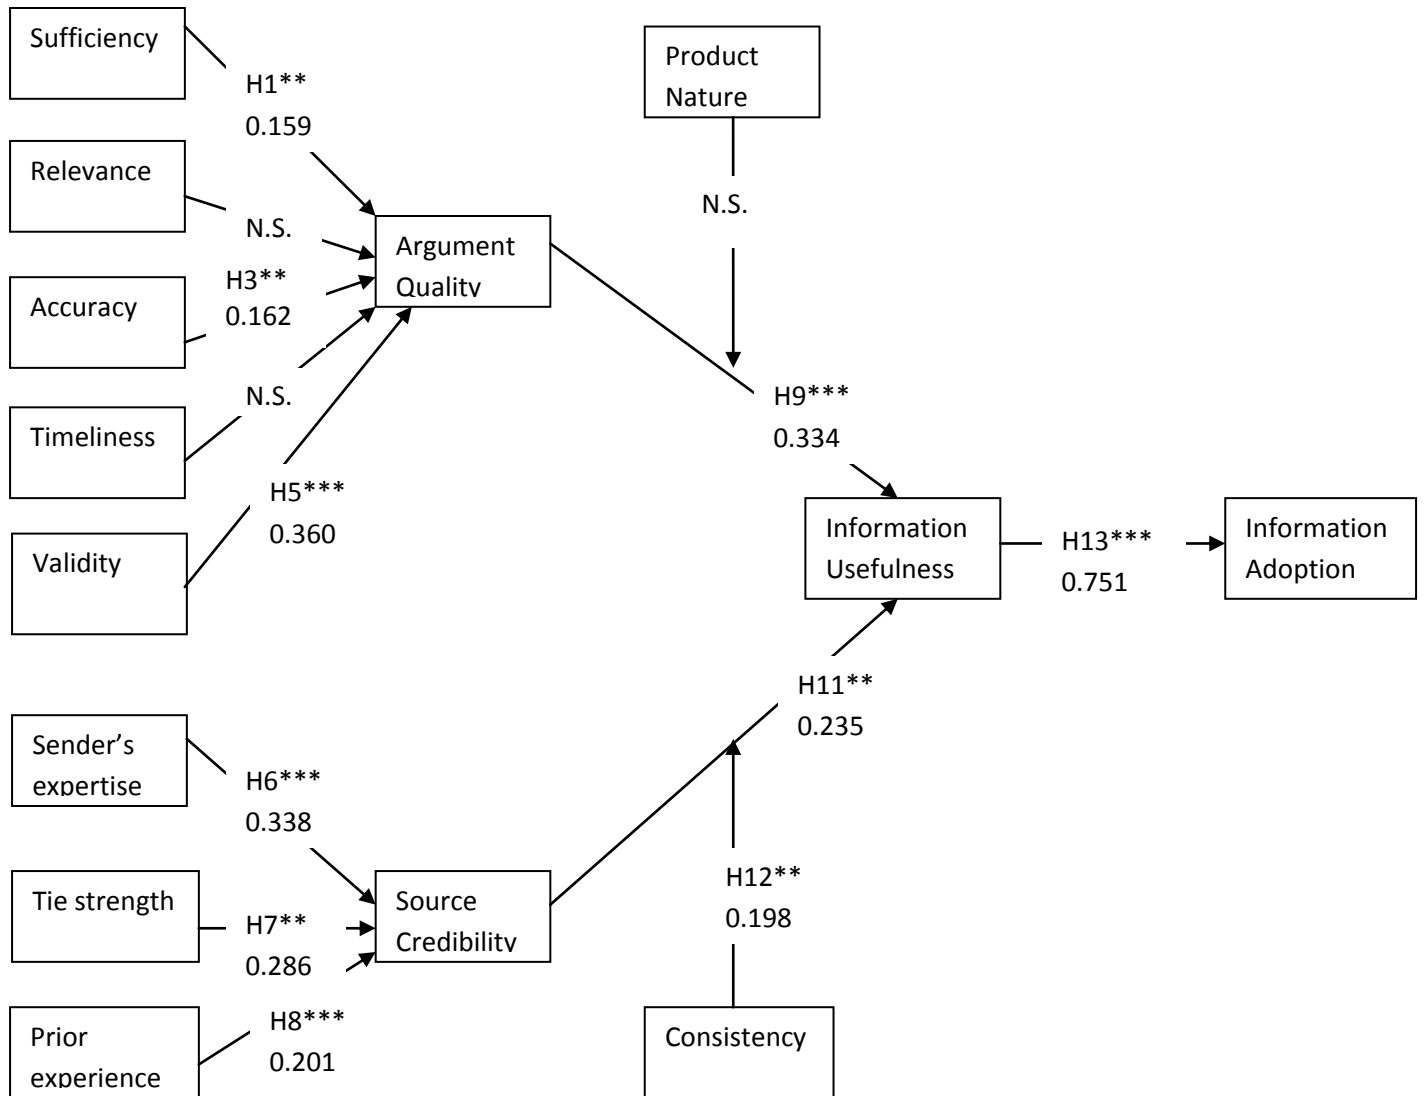 Sufficiency
H1**
0.159
Product
Nature
Relevance
N.S.
N.S.
Argument
Quality
Accuracy
H3**
0.162
Timeliness
N.S.
H9***
0.334
Validity
H5***
0.360
Information
Usefulness
H13***
0.751
Information
Adoption
H11**
0.235
Sender's
expertise
H6***
0.338
Tie strength
H7**
0.286
Source
Credibility
H12**
0.198
Prior
experience
H8***
0.201
Consistency